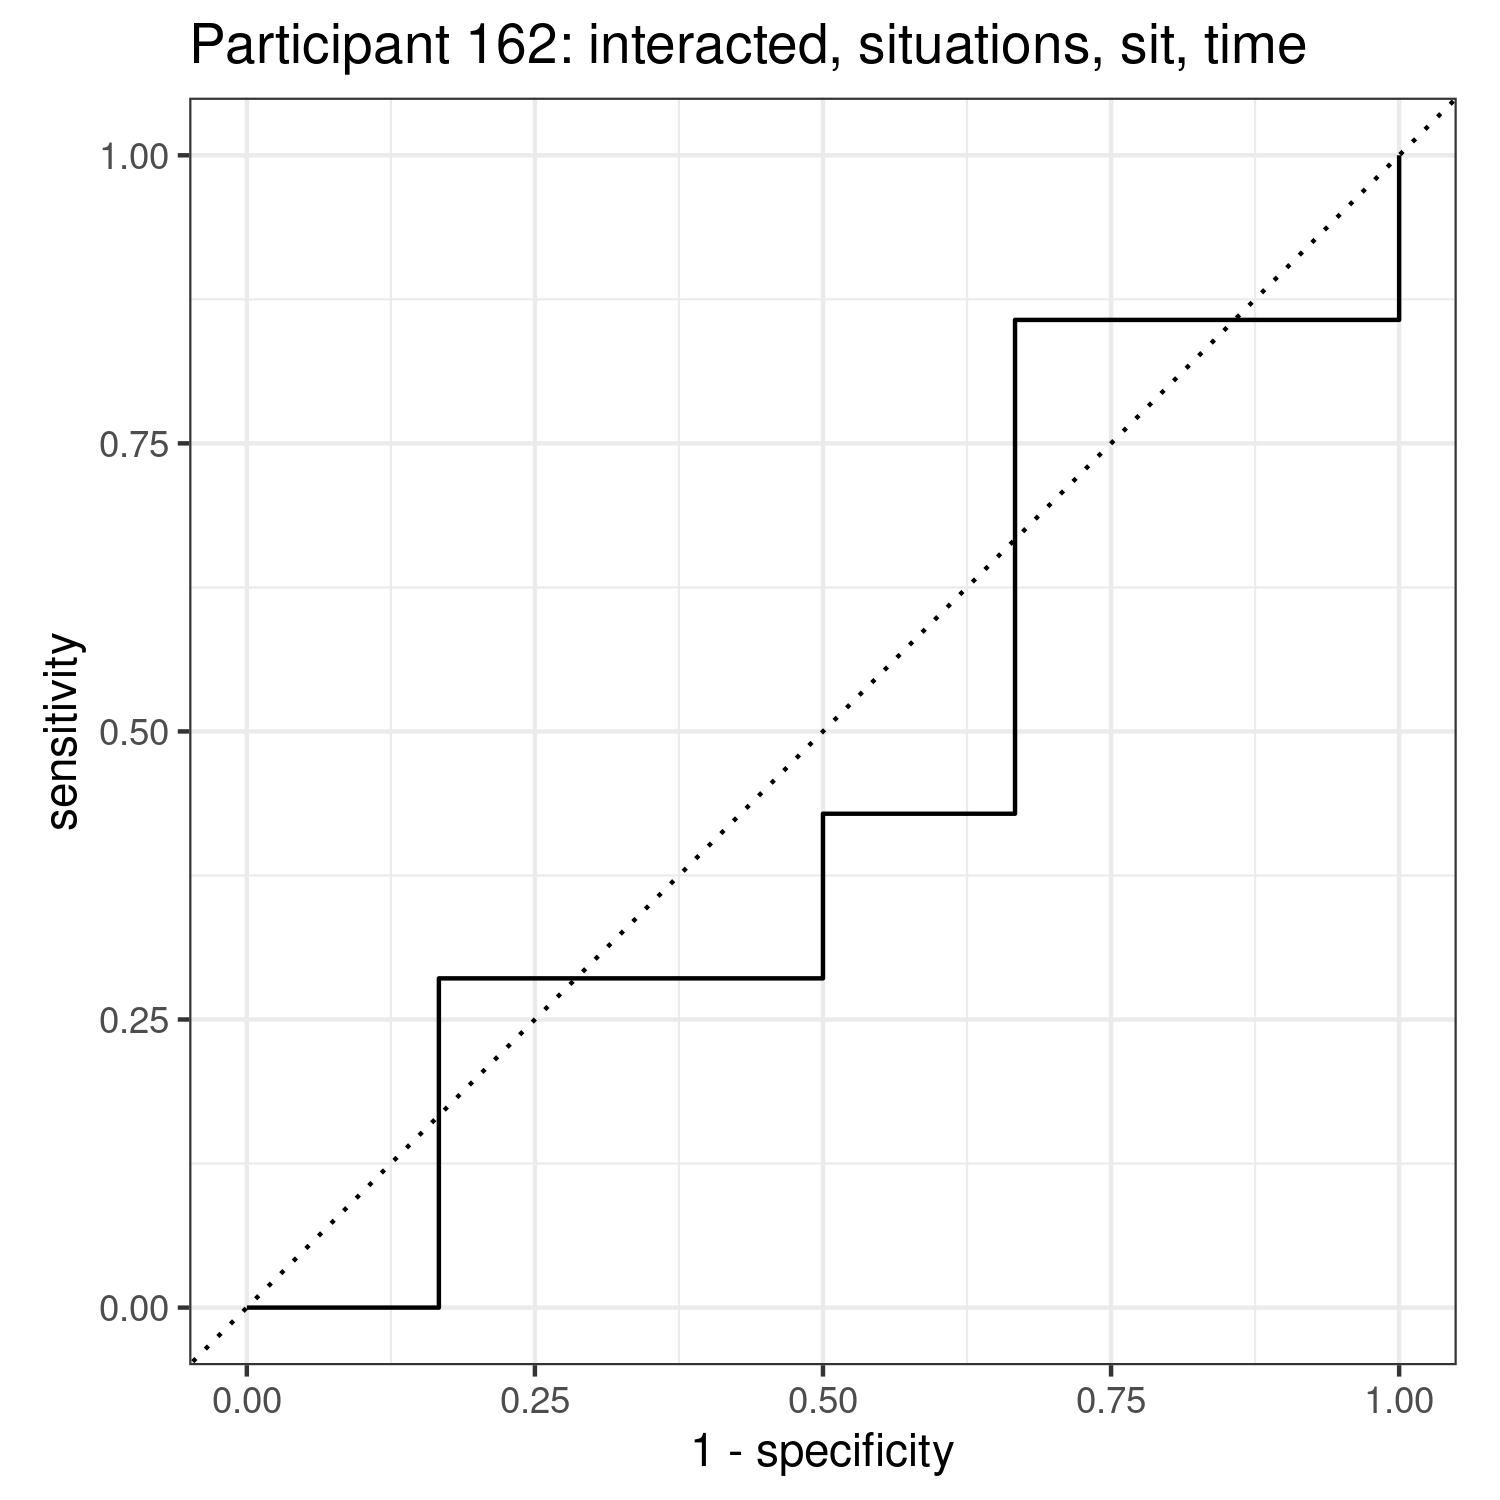 Participant 162: interacted, situations, sit, time
1.00
0.75
0.50
0.25
0.00
sensitivity
0.00 0.25 0.50 0.75 1.00
1 - specificity